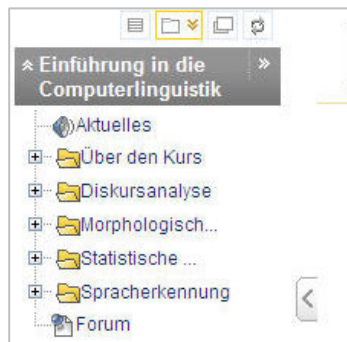 Einführung in die
Computerlinguistik
Aktuelles
Über den Kurs
Diskursanalyse
Morphologisch...
Statistische ...
Spracherkennung
Forum